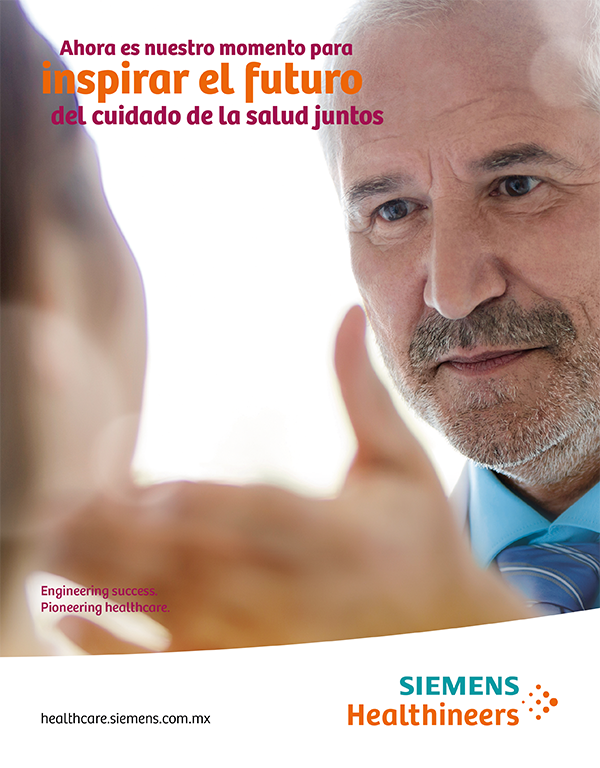 Ahora es nuestro momento para
inspirar el futuro
del cuidado de la salud juntos
Engineering success.
Pioneering healthcare.
healthcare.siemens.com.mx
SIEMENS
Healthineers